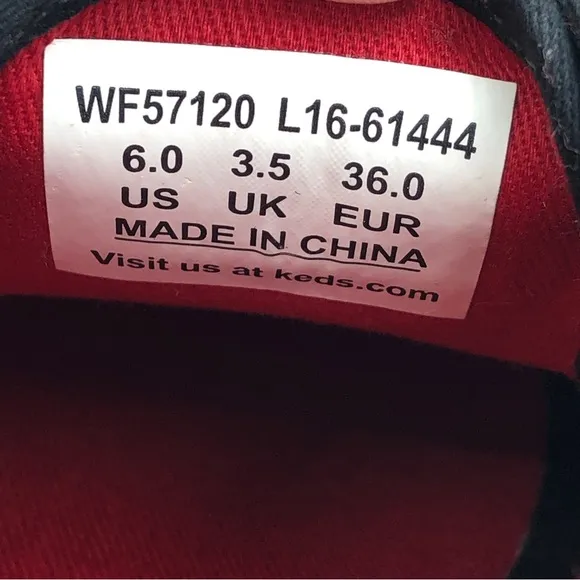 WF57120 L16-61444
6.0 3.5 36.0
US UK EUR
MADE IN CHINA
Visit us at keds.com